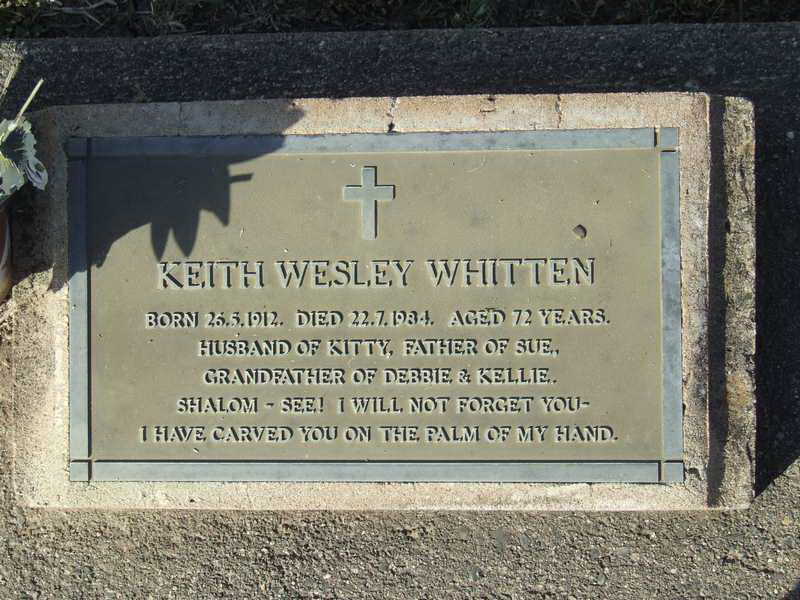 KEITH WESLEY WHITTEN
BORN 26.5.1912. DIED 22.7.1984. AGED 72 YEARS.
HUSBAND OF KITTY, FATHER OF SUE,.
GRANDFATHER OF DEBBIE & KELLIE.
SHALOM - SEE! I WILL NOT FORGET YOU-
I HAVE CARVED YOU ON THE PALM OF MY HAND.